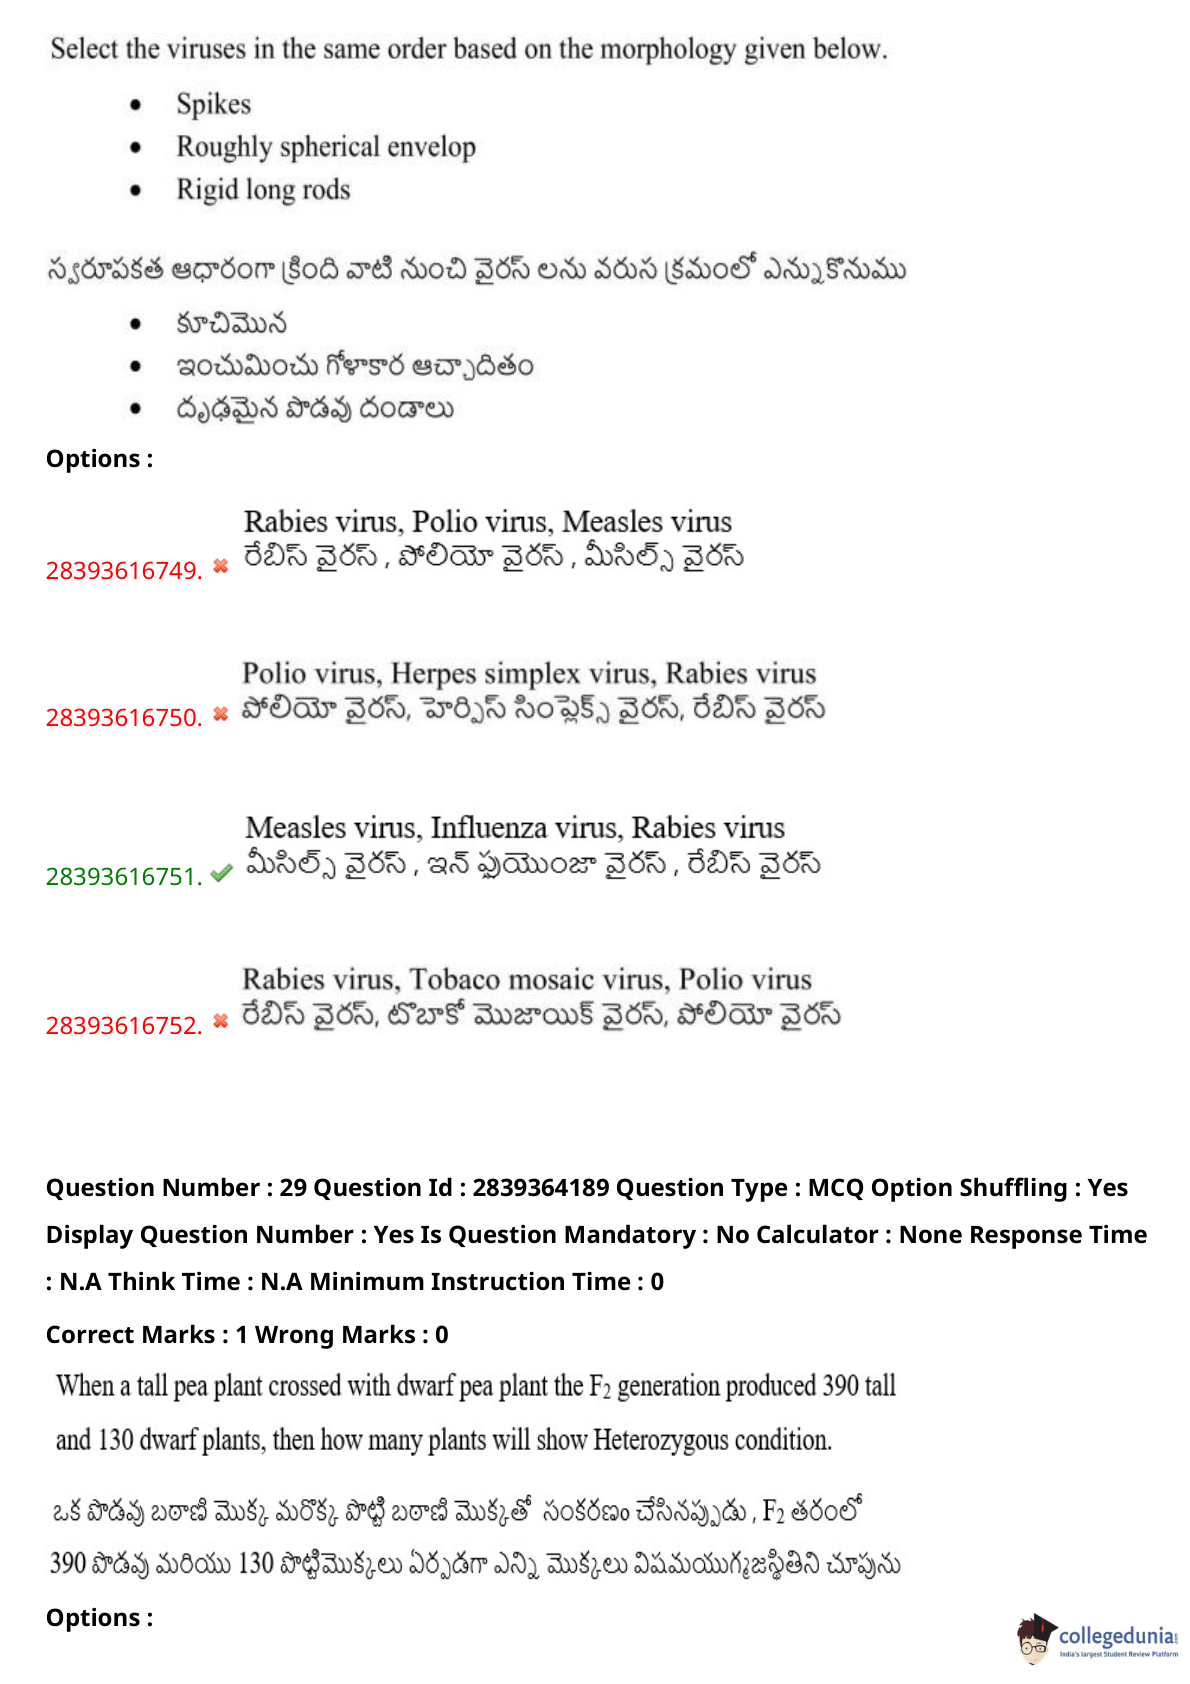 Select the viruses in the same order based on the morphology given below.
• Spikes
• Roughly spherical envelop
• Rigid long rods
స్వరూపకత ఆధారంగా క్రింది వాటి నుంచి వైరస్ లను వరుస క్రమంలో ఎన్నుకొనుము
• కూచిమొన
• ఇంచుమించు గోళాకార ఆచ్ఛాదితం
• దృఢమైన పొడవు దండాలు
Options :
Rabies virus, Polio virus, Measles virus
28393616749. రేబిస్ వైరస్ , పోలియో వైరస్ , మీసిల్స్ వైరస్
Polio virus, Herpes simplex virus, Rabies virus
28393616750. పోలియో వైరస్, హెర్పిస్ సింప్లెక్స్ వైరస్, రేబిస్ వైరస్
Measles virus, Influenza virus, Rabies virus
28393616751. మీసిల్స్ వైరస్ , ఇన్ ఫ్లుయెంజా వైరస్ , రేబిస్ వైరస్
Rabies virus, Tobaco mosaic virus, Polio virus
28393616752. రేబిస్ వైరస్, టొబాకో మొజాయిక్ వైరస్, పోలియో వైరస్
Question Number : 29 Question Id : 2839364189 Question Type : MCQ Option Shuffling : Yes
Display Question Number : Yes Is Question Mandatory : No Calculator : None Response Time
: N.A Think Time : N.A Minimum Instruction Time : 0
Correct Marks : 1 Wrong Marks : 0
When a tall pea plant crossed with dwarf pea plant the F₂ generation produced 390 tall
and 130 dwarf plants, then how many plants will show Heterozygous condition.
ఒక పొడవు బఠాణి మొక్క మరొక్క పొట్టి బఠాణి మొక్కతో సంకరణం చేసినప్పుడు , F₂ తరంలో
390 పొడవు మరియు 130 పొట్టిమొక్కలు ఏర్పడగా ఎన్ని మొక్కలు విషమయుగ్మజస్థితిని చూపును
Options :
collegedunia.com
India's largest Student Review Platform